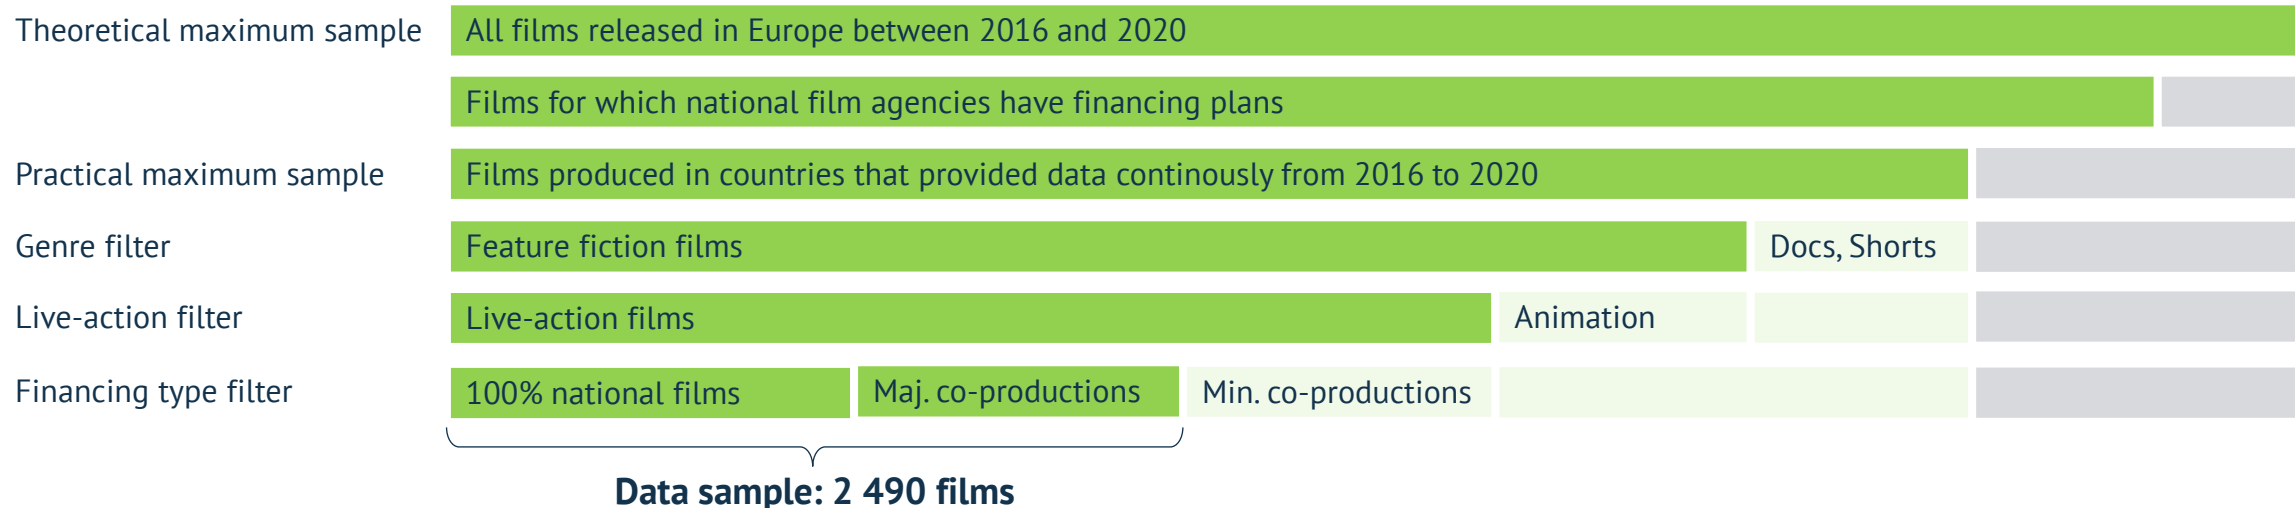 Theoretical maximum sample
All films released in Europe between 2016 and 2020
Films for which national film agencies have financing plans
Practical maximum sample
Films produced in countries that provided data continously from 2016 to 2020
Genre filter
Feature fiction films
Docs, Shorts
Live-action filter
Live-action films
Animation
Financing type filter
100% national films
Maj. co-productions
Min. co-productions
Data sample: 2 490 films